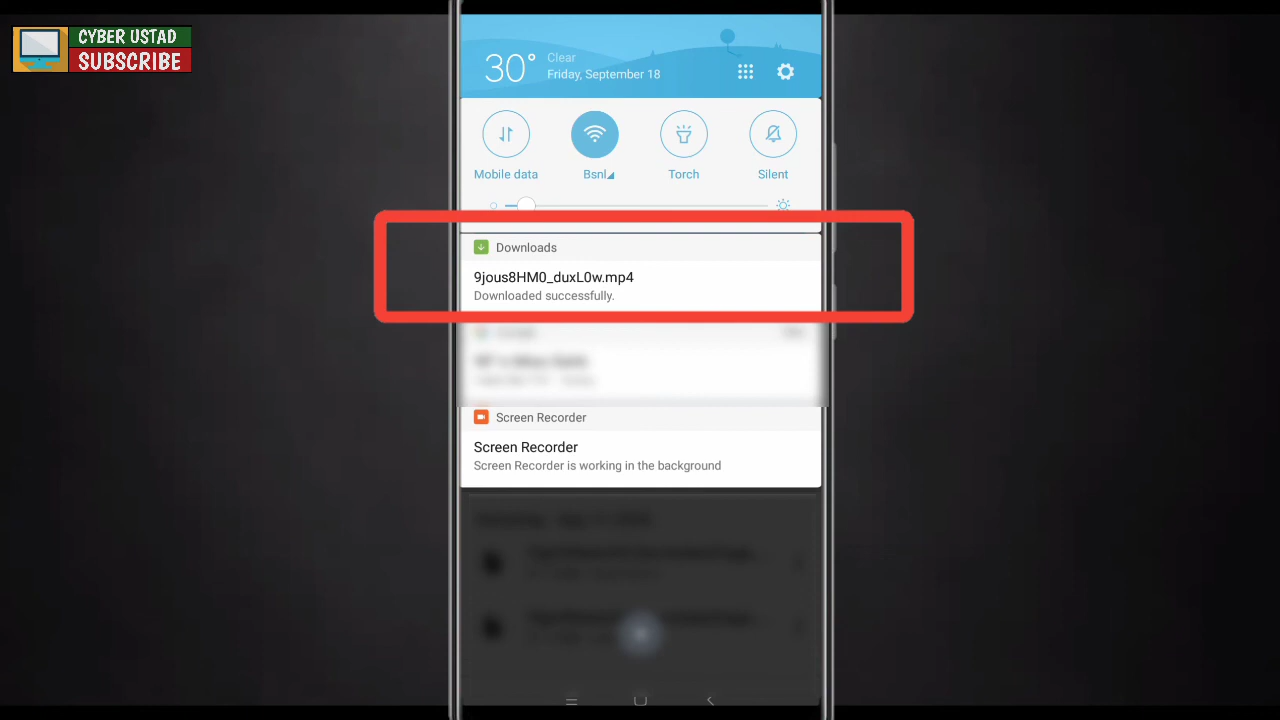 CYBER USTAD
SUBSCRIBE
30°
Clear
Friday, September 18
Mobile data
Bsnl
Torch
Silent
Downloads
9jous8HM0_duxL0w.mp4
Downloaded successfully.
Screen Recorder
Screen Recorder
Screen Recorder is working in the background